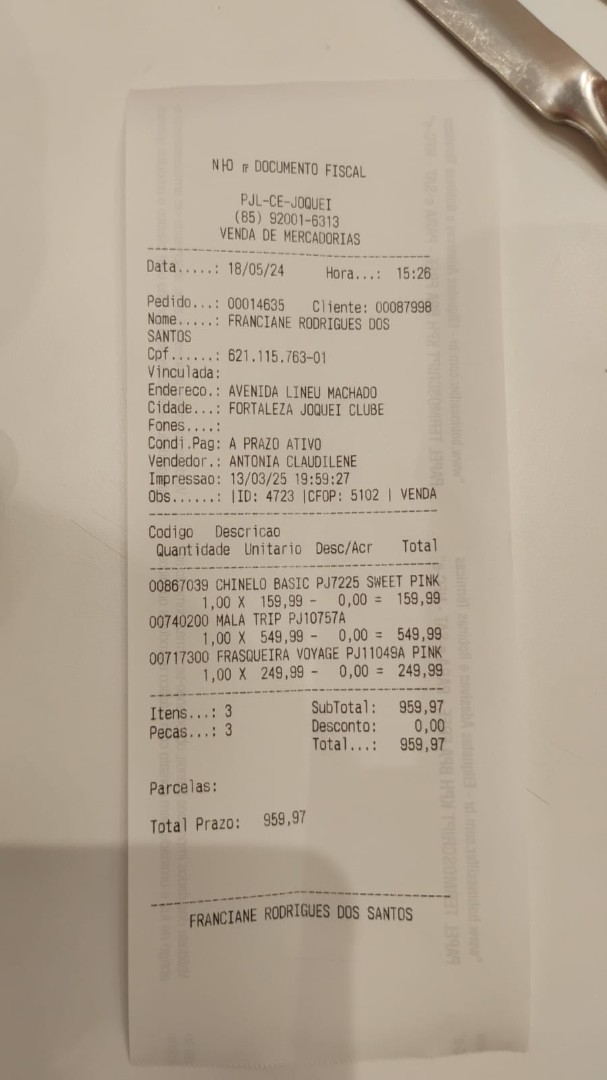 DOCUMENTO FISCAL
PJL-CE-JOQUEI
(85) 92001-6313
VENDA DE MERCADORIAS
Data.....: 18/05/24 Hora...: 15:26
Pedido...: 00014635 Cliente: 00087998
Nome.....: FRANCIANE RODRIGUES DOS
SANTOS
Cpf......: 621.115.763-01
Vinculada:
Endereco.: AVENIDA LINEU MACHADO
Cidade...: FORTALEZA JOQUEI CLUBE
Fones....:
Condi.Pag: A PRAZO ATIVO
Vendedor.: ANTONIA CLAUDILENE
Impressao: 13/03/25 19:59:27
Obs......: |ID: 4723 |CFOP: 5102 | VENDA
Codigo Descricao
Quantidade Unitario Desc/Acr Total
00867039 CHINELO BASIC PJ7225 SWEET PINK
1,00 X 159,99 - 0,00 = 159,99
00740200 MALA TRIP PJ10757A
1,00 X 549,99 - 0,00 = 549,99
00717300 FRASQUEIRA VOYAGE PJ11049A PINK
1,00 X 249,99 - 0,00 = 249,99
Itens...: 3 SubTotal: 959,97
Pecas...: 3 Desconto: 0,00
Total...: 959,97
Parcelas:
Total Prazo: 959,97
FRANCIANE RODRIGUES DOS SANTOS